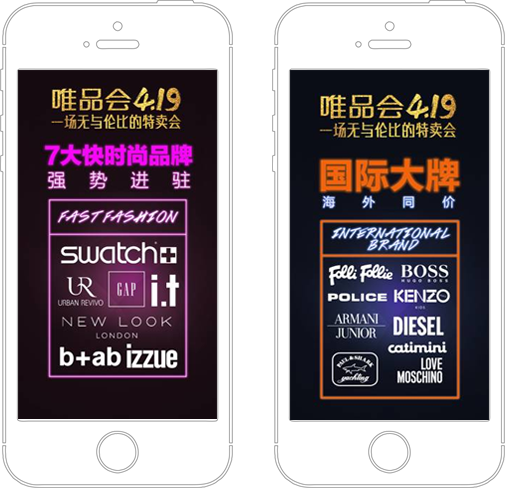 唯品会4.19
一场无与伦比的特卖会
7大快时尚品牌
强势进驻
FAST FASHION
swatch
UR
URBAN REVIVO
GAP
i.t
NEW LOOK
LONDON
b+ab izzue
唯品会4.19
一场无与伦比的特卖会
国际大牌
海外同价
INTERNATIONAL
BRAND
Folli Follie
BOSS
HUGO BOSS
POLICE
KENZO
KIDS
ARMANI
JUNIOR
DIESEL
catimini
PAUL & SHARK
yachting
LOVE
MOSCHINO